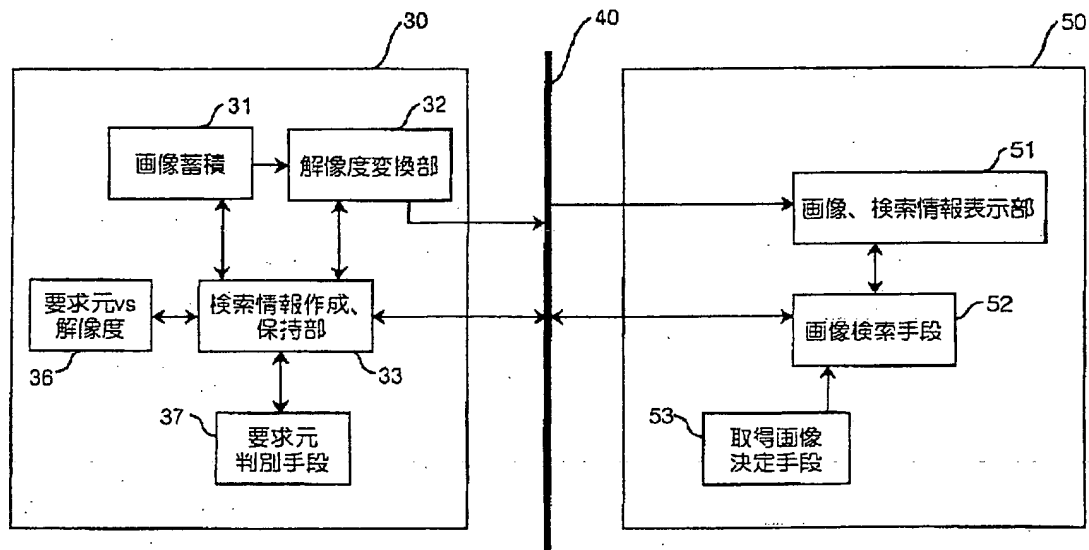 30
40
50
31
32
画像蓄積
解像度変換部
51
画像、検索情報表示部
要求元vs
解像度
検索情報作成、
保持部
52
画像検索手段
36
33
37
要求元
判別手段
53
取得画像
決定手段